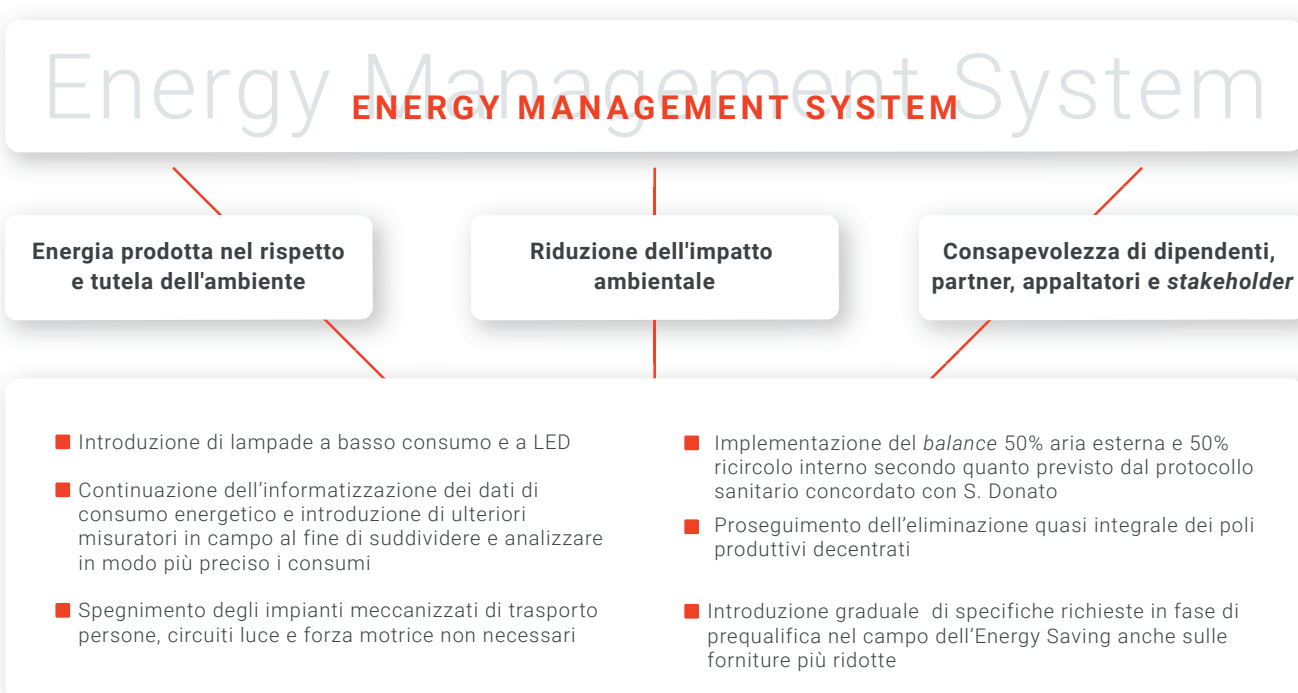 Energy Management System
ENERGY MANAGEMENT SYSTEM
Energia prodotta nel rispetto
e tutela dell'ambiente
Riduzione dell'impatto
ambientale
Consapevolezza di dipendenti,
partner, appaltatori e stakeholder
Introduzione di lampade a basso consumo e a LED
Continuazione dell’informatizzazione dei dati di
consumo energetico e introduzione di ulteriori
misuratori in campo al fine di suddividere e analizzare
in modo più preciso i consumi
Spegnimento degli impianti meccanizzati di trasporto
persone, circuiti luce e forza motrice non necessari
Implementazione del balance 50% aria esterna e 50%
ricircolo interno secondo quanto previsto dal protocollo
sanitario concordato con S. Donato
Proseguimento dell’eliminazione quasi integrale dei poli
produttivi decentrati
Introduzione graduale di specifiche richieste in fase di
prequalifica nel campo dell’Energy Saving anche sulle
forniture più ridotte